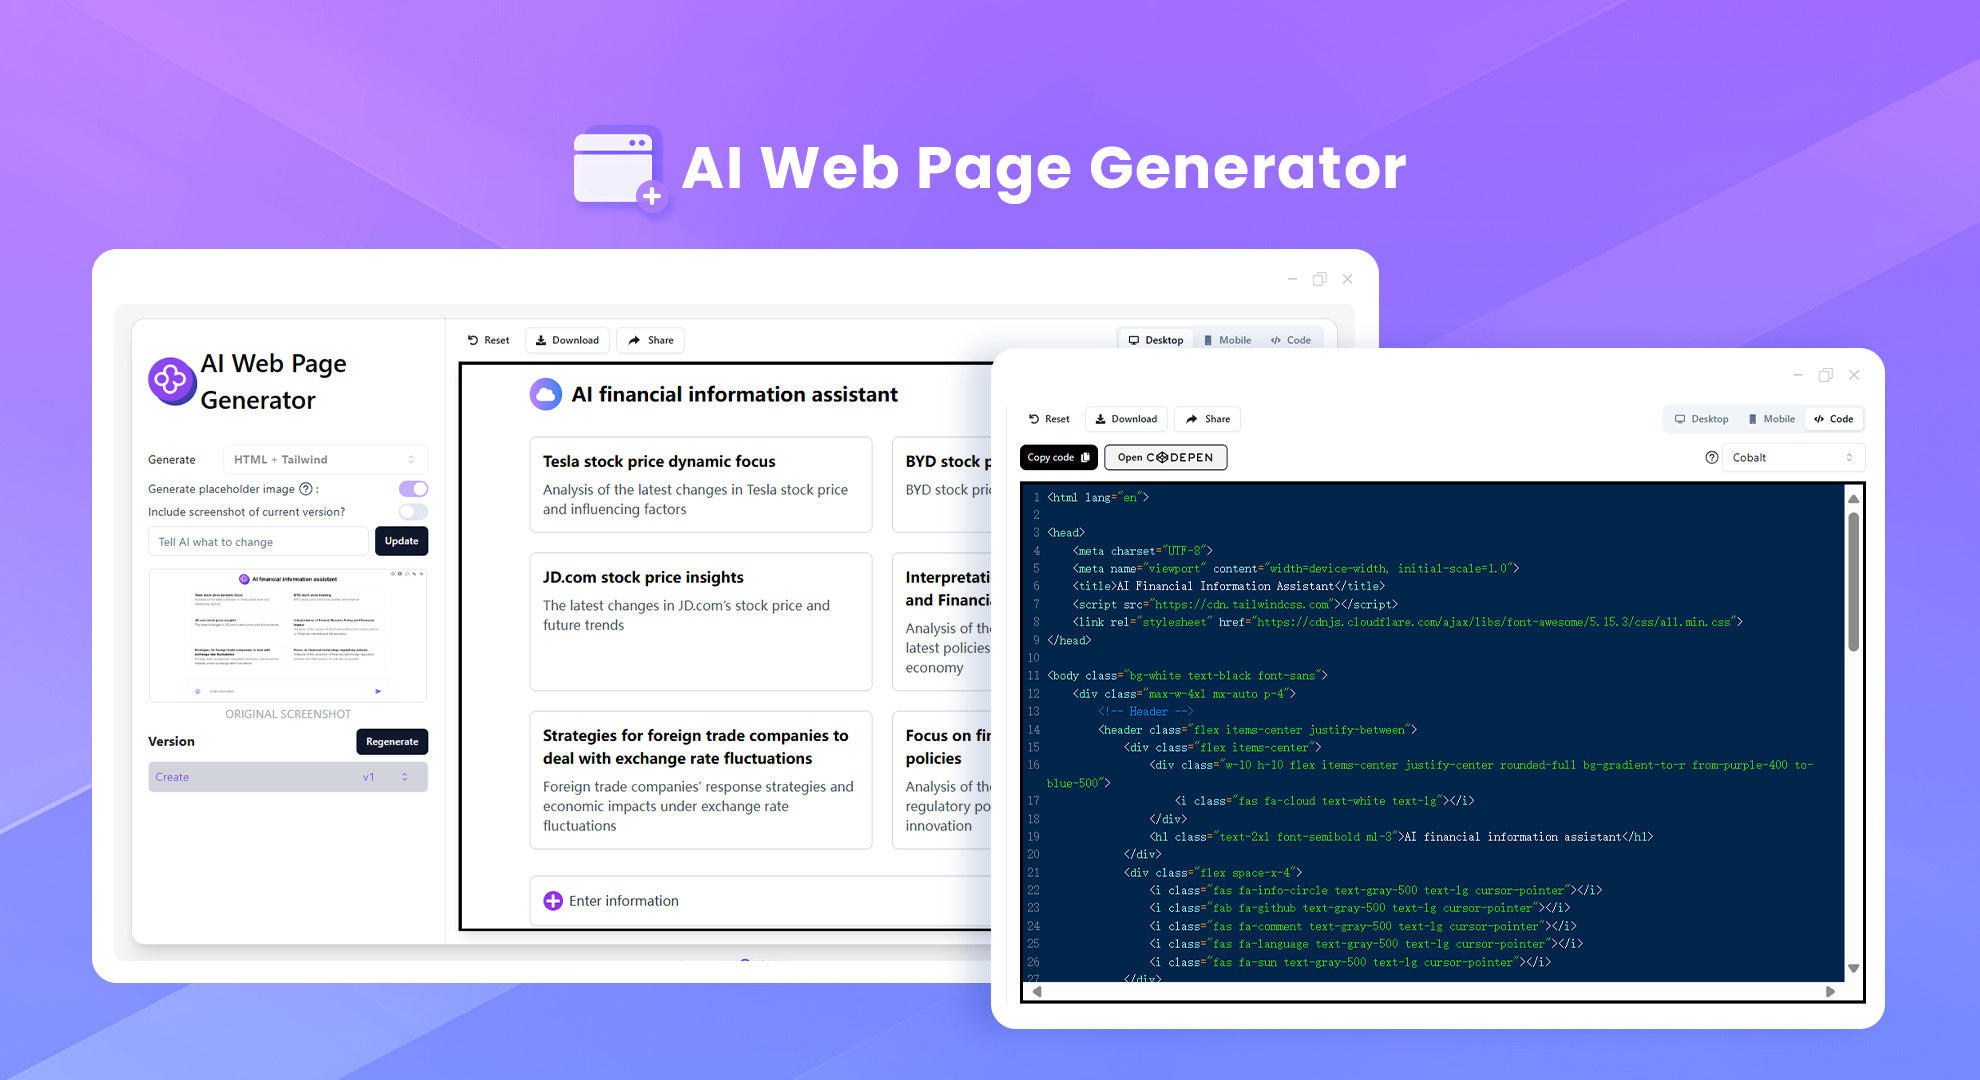 AI Web Page Generator
Reset
Download
Share
Desktop
Mobile
Code
AI Web Page
Generator
Generate
HTML + Tailwind
Generate placeholder image ? :
Include screenshot of current version?
Tell AI what to change
Update
AI financial information assistant
Tesla stock price dynamic focus
BYD stock price tracking
JD.com stock price insights
ORIGINAL SCREENSHOT
Version
Regenerate
Create
v1
AI financial information assistant
Tesla stock price dynamic focus
Analysis of the latest changes in Tesla stock price
and influencing factors
BYD stock p
BYD stock pri
JD.com stock price insights
The latest changes in JD.com's stock price and
future trends
Interpretati
and Financia
Analysis of the
latest policies
economy
Strategies for foreign trade companies to
deal with exchange rate fluctuations
Foreign trade companies' response strategies and
economic impacts under exchange rate
fluctuations
Focus on fin
policies
Analysis of the
regulatory po
innovation
Enter information
Reset
Download
Share
Desktop
Mobile
Code
Copy code
Open CODEPEN
?
Cobalt
1 <html lang="en">
2
3 <head>
4 <meta charset="UTF-8">
5 <meta name="viewport" content="width=device-width, initial-scale=1.0">
6 <title>AI Financial Information Assistant</title>
7 <script src="https://cdn.tailwindcss.com"></script>
8 <link rel="stylesheet" href="https://cdnjs.cloudflare.com/ajax/libs/font-awesome/5.15.3/css/all.min.css">
9 </head>
10
11 <body class="bg-white text-black font-sans">
12 <div class="max-w-4xl mx-auto p-4">
13 <!-- Header -->
14 <header class="flex items-center justify-between">
15 <div class="flex items-center">
16 <div class="w-10 h-10 flex items-center justify-center rounded-full bg-gradient-to-r from-purple-400 to-
blue-500">
17 <i class="fas fa-cloud text-white text-lg"></i>
18 </div>
19 <h1 class="text-2xl font-semibold ml-3">AI financial information assistant</h1>
20 </div>
21 <div class="flex space-x-4">
22 <i class="fas fa-info-circle text-gray-500 text-lg cursor-pointer"></i>
23 <i class="fab fa-github text-gray-500 text-lg cursor-pointer"></i>
24 <i class="fas fa-comment text-gray-500 text-lg cursor-pointer"></i>
25 <i class="fas fa-language text-gray-500 text-lg cursor-pointer"></i>
26 <i class="fas fa-sun text-gray-500 text-lg cursor-pointer"></i>
27 </div>